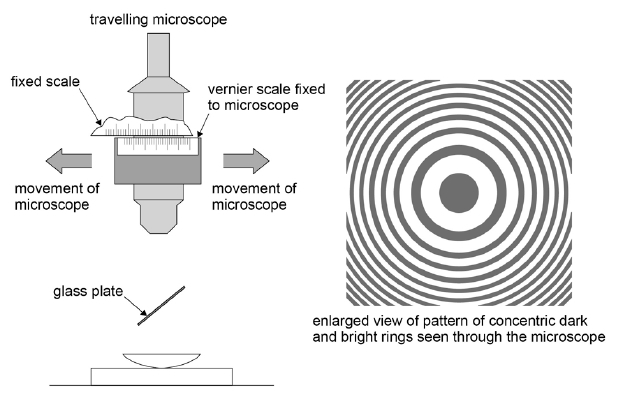 travelling microscope
fixed scale
vernier scale fixed
to microscope
movement of
microscope
movement of
microscope
glass plate
enlarged view of pattern of concentric dark
and bright rings seen through the microscope